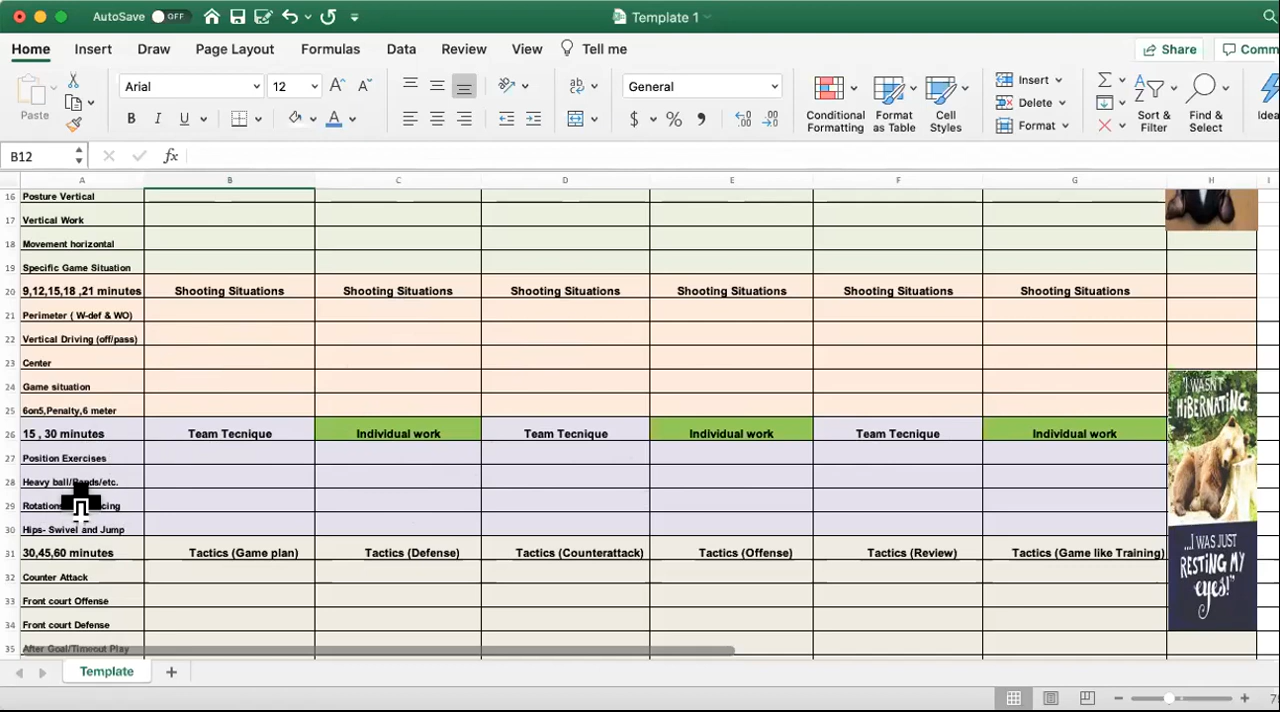 AutoSave OFF
Template 1
Home Insert Draw Page Layout Formulas Data Review View Tell me Share
Paste
Arial 12 General
B I U A $ %
Conditional Formatting
Format as Table
Cell Styles
Insert
Delete
Format
Sort & Filter
Find & Select
B12 fx
A B C D E F G H I
16 Posture Vertical
17 Vertical Work
18 Movement horizontal
19 Specific Game Situation
20 9,12,15,18 ,21 minutes Shooting Situations Shooting Situations Shooting Situations Shooting Situations Shooting Situations Shooting Situations
21 Perimeter ( W-def & WO)
22 Vertical Driving (off/pass)
23 Center
24 Game situation
25 6on5,Penalty,6 meter
26 15 , 30 minutes Team Tecnique Individual work Team Tecnique Individual work Team Tecnique Individual work
27 Position Exercises
28 Heavy ball/Bands/etc.
29
30 Hips- Swivel and Jump
31 30,45,60 minutes Tactics (Game plan) Tactics (Defense) Tactics (Counterattack) Tactics (Offense) Tactics (Review) Tactics (Game like Training)
32 Counter Attack
33 Front court Offense
34 Front court Defense
35 After Goal/Timeout Play
"I WASN'T
HIBERNATING
...I WAS JUST
RESTING MY
eyes!"
Template